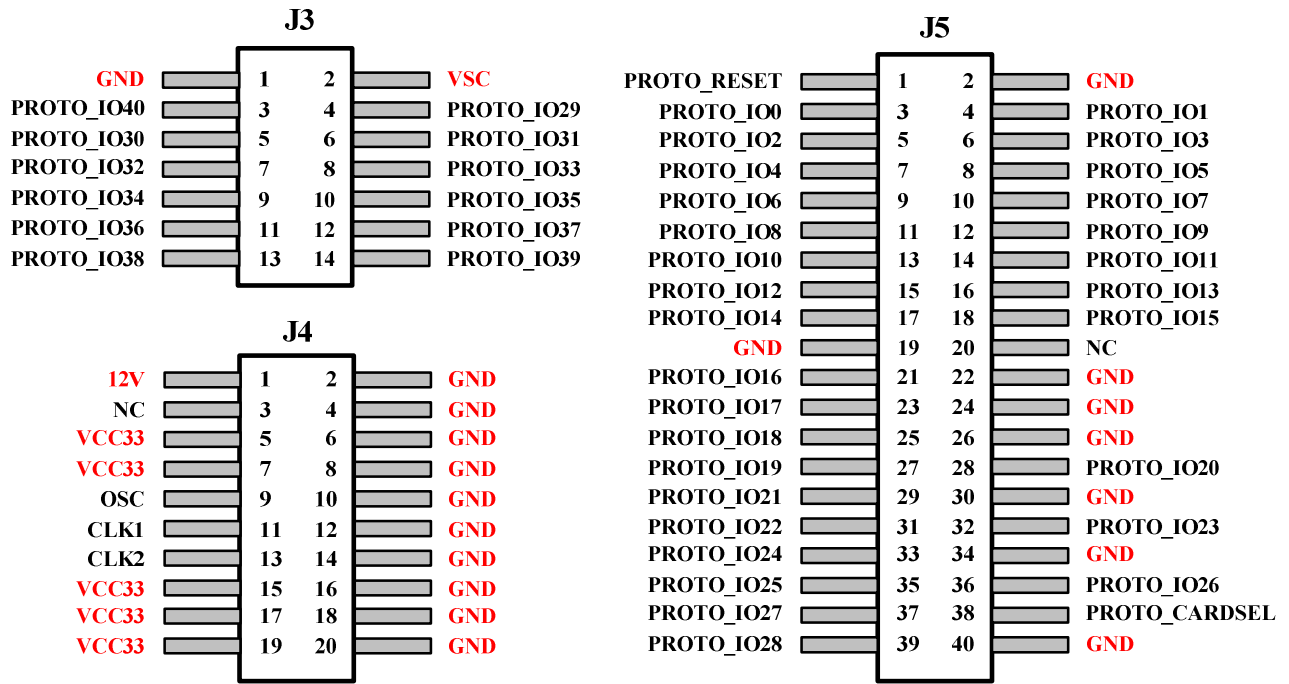 J3
GND 1 2 VSC
PROTO_IO40 3 4 PROTO_IO29
PROTO_IO30 5 6 PROTO_IO31
PROTO_IO32 7 8 PROTO_IO33
PROTO_IO34 9 10 PROTO_IO35
PROTO_IO36 11 12 PROTO_IO37
PROTO_IO38 13 14 PROTO_IO39
J4
12V 1 2 GND
NC 3 4 GND
VCC33 5 6 GND
VCC33 7 8 GND
OSC 9 10 GND
CLK1 11 12 GND
CLK2 13 14 GND
VCC33 15 16 GND
VCC33 17 18 GND
VCC33 19 20 GND
J5
PROTO_RESET 1 2 GND
PROTO_IO0 3 4 PROTO_IO1
PROTO_IO2 5 6 PROTO_IO3
PROTO_IO4 7 8 PROTO_IO5
PROTO_IO6 9 10 PROTO_IO7
PROTO_IO8 11 12 PROTO_IO9
PROTO_IO10 13 14 PROTO_IO11
PROTO_IO12 15 16 PROTO_IO13
PROTO_IO14 17 18 PROTO_IO15
GND 19 20 NC
PROTO_IO16 21 22 GND
PROTO_IO17 23 24 GND
PROTO_IO18 25 26 GND
PROTO_IO19 27 28 PROTO_IO20
PROTO_IO21 29 30 GND
PROTO_IO22 31 32 PROTO_IO23
PROTO_IO24 33 34 GND
PROTO_IO25 35 36 PROTO_IO26
PROTO_IO27 37 38 PROTO_CARDSEL
PROTO_IO28 39 40 GND